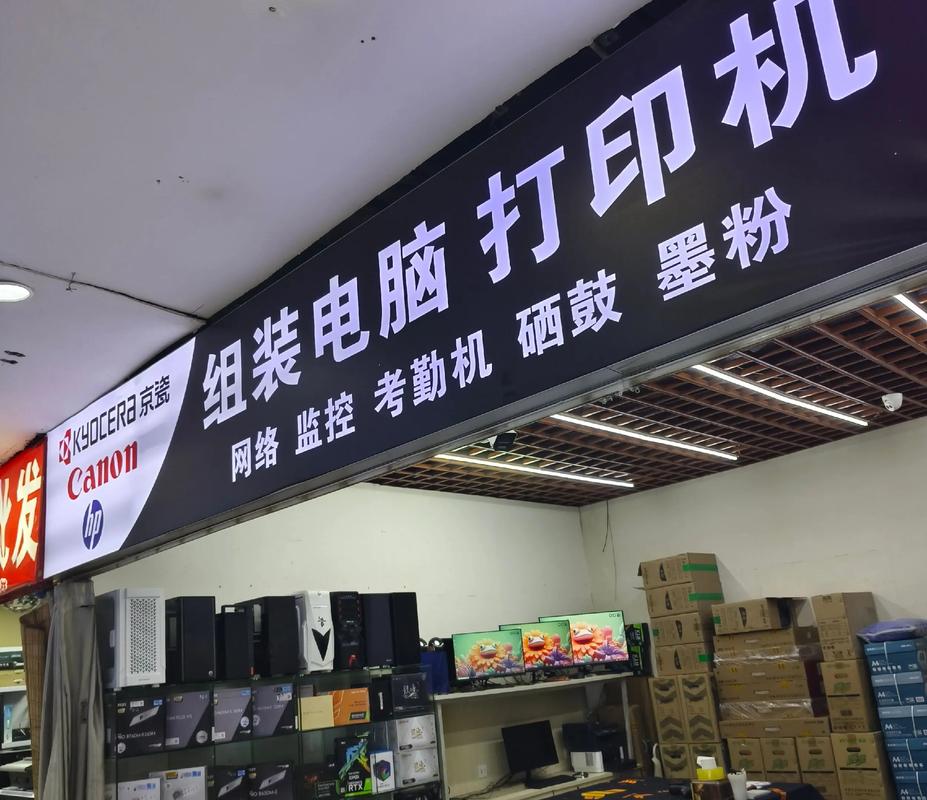 组装电脑 打印机
网络 监控 考勤机 硒鼓 墨粉
KYOCERA 京瓷
Canon
hp
发
RTX